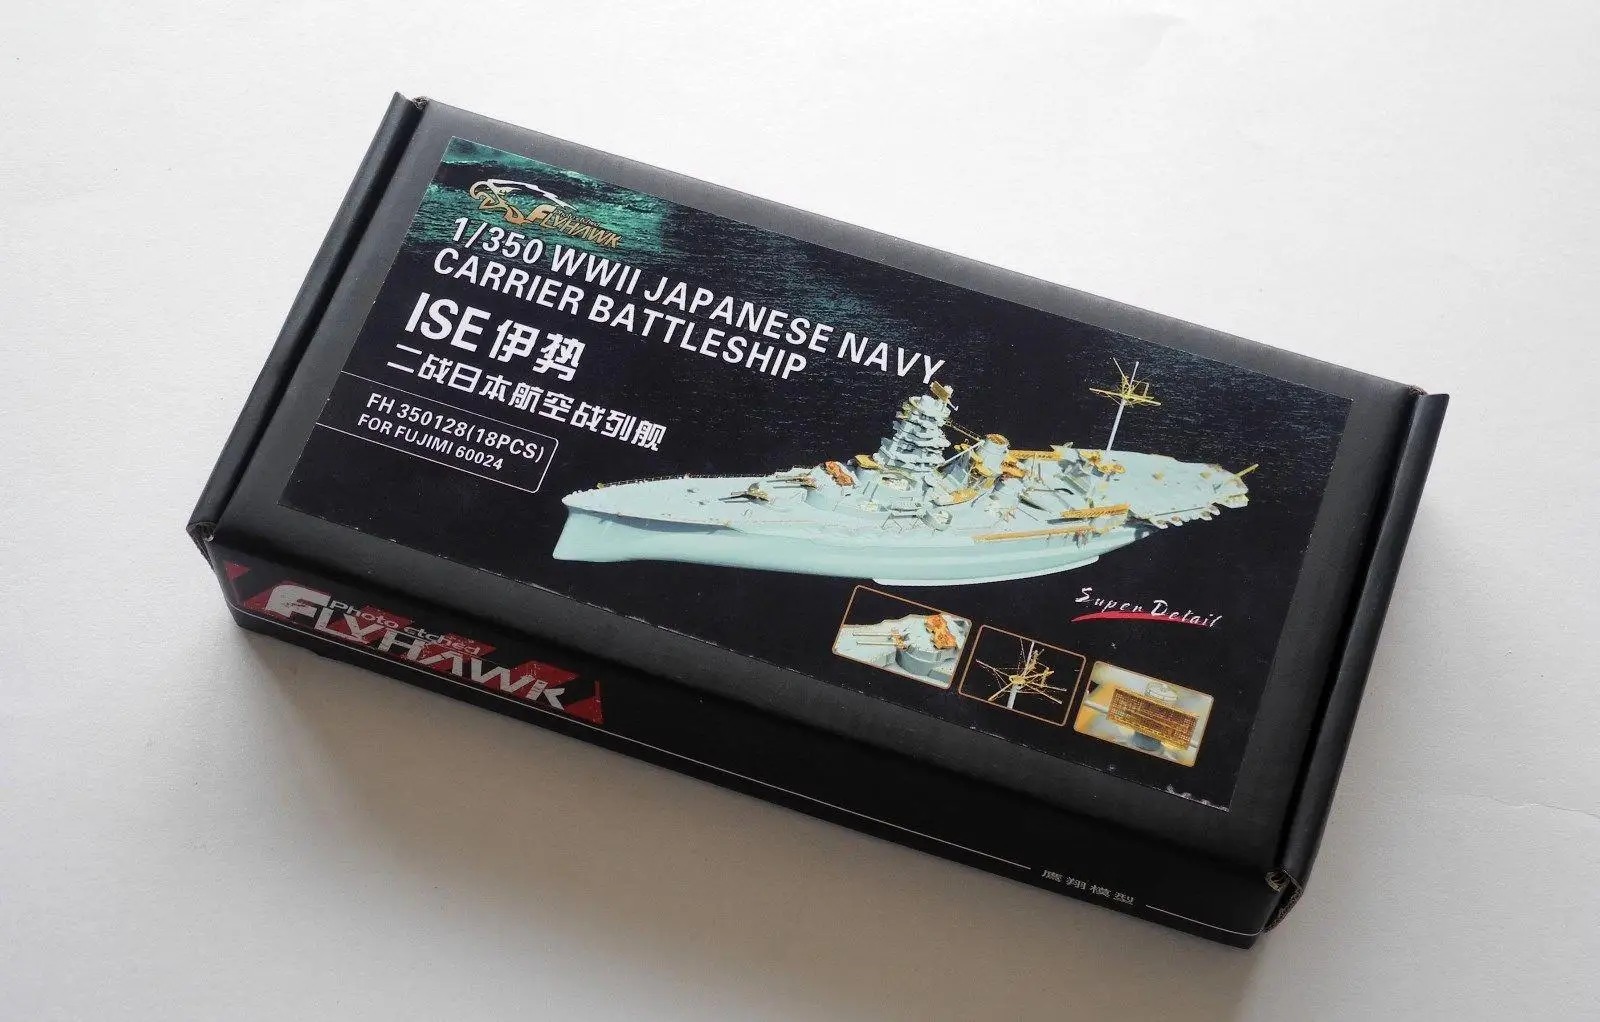 FLYHAWK
1/350 WWII JAPANESE NAVY
CARRIER BATTLESHIP
ISE 伊势
二战日本航空战列舰
FH 350128(18PCS)
FOR FUJIMI 60024
Super Detail
Photo etched
FLYHAWK
鹰翔模型